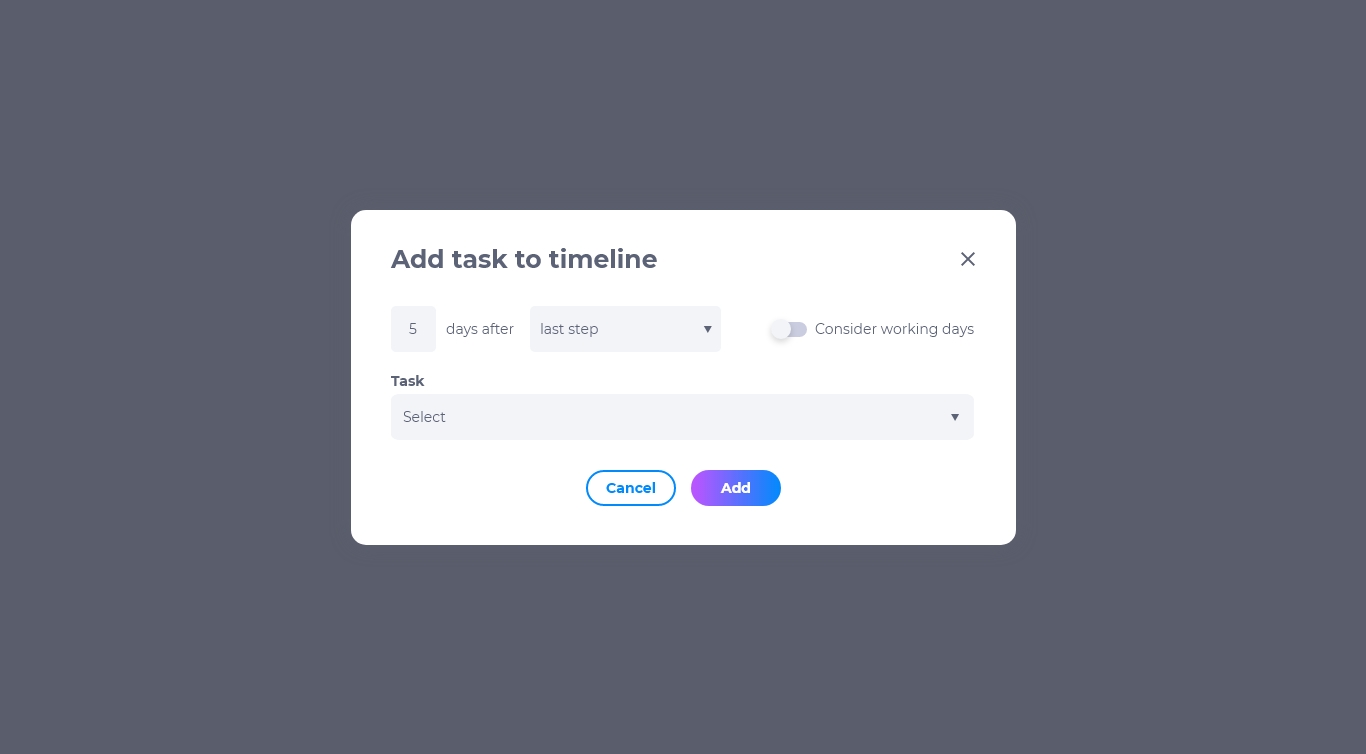 Add task to timeline
5 days after last step Consider working days
Task
Select
Cancel Add